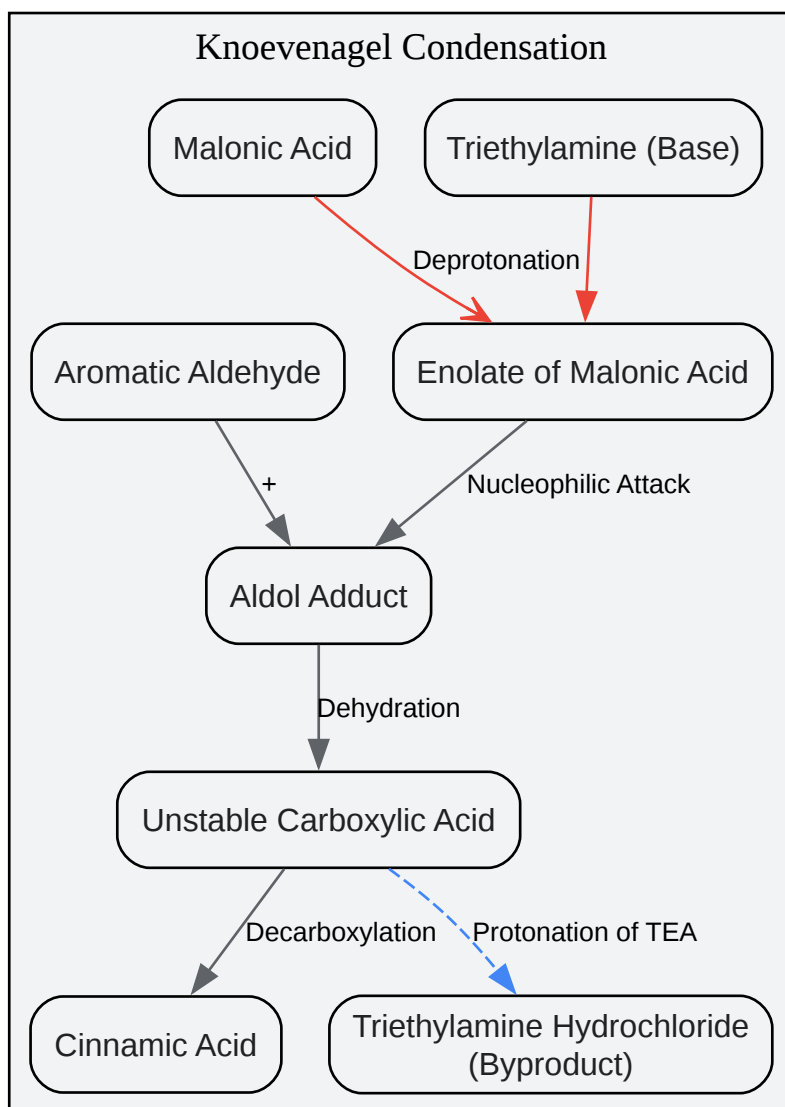 Knoevenagel Condensation
Malonic Acid
Triethylamine (Base)
Deprotonation
Aromatic Aldehyde
Enolate of Malonic Acid
+
Nucleophilic Attack
Aldol Adduct
Dehydration
Unstable Carboxylic Acid
Decarboxylation
Protonation of TEA
Cinnamic Acid
Triethylamine Hydrochloride
(Byproduct)